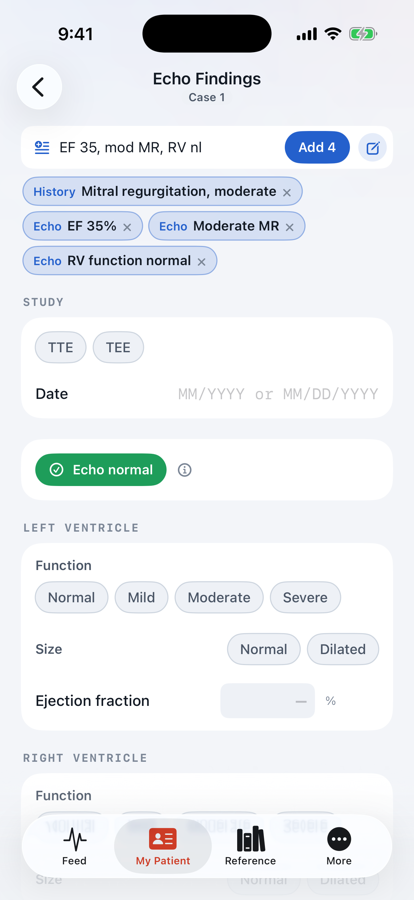 9:41
Echo Findings
Case 1
EF 35, mod MR, RV nl Add 4
History Mitral regurgitation, moderate ×
Echo EF 35% × Echo Moderate MR ×
Echo RV function normal ×
STUDY
TTE TEE
Date MM/YYYY or MM/DD/YYYY
Echo normal
LEFT VENTRICLE
Function
Normal Mild Moderate Severe
Size Normal Dilated
Ejection fraction — %
RIGHT VENTRICLE
Function
Feed My Patient Reference More
Size Normal Dilated